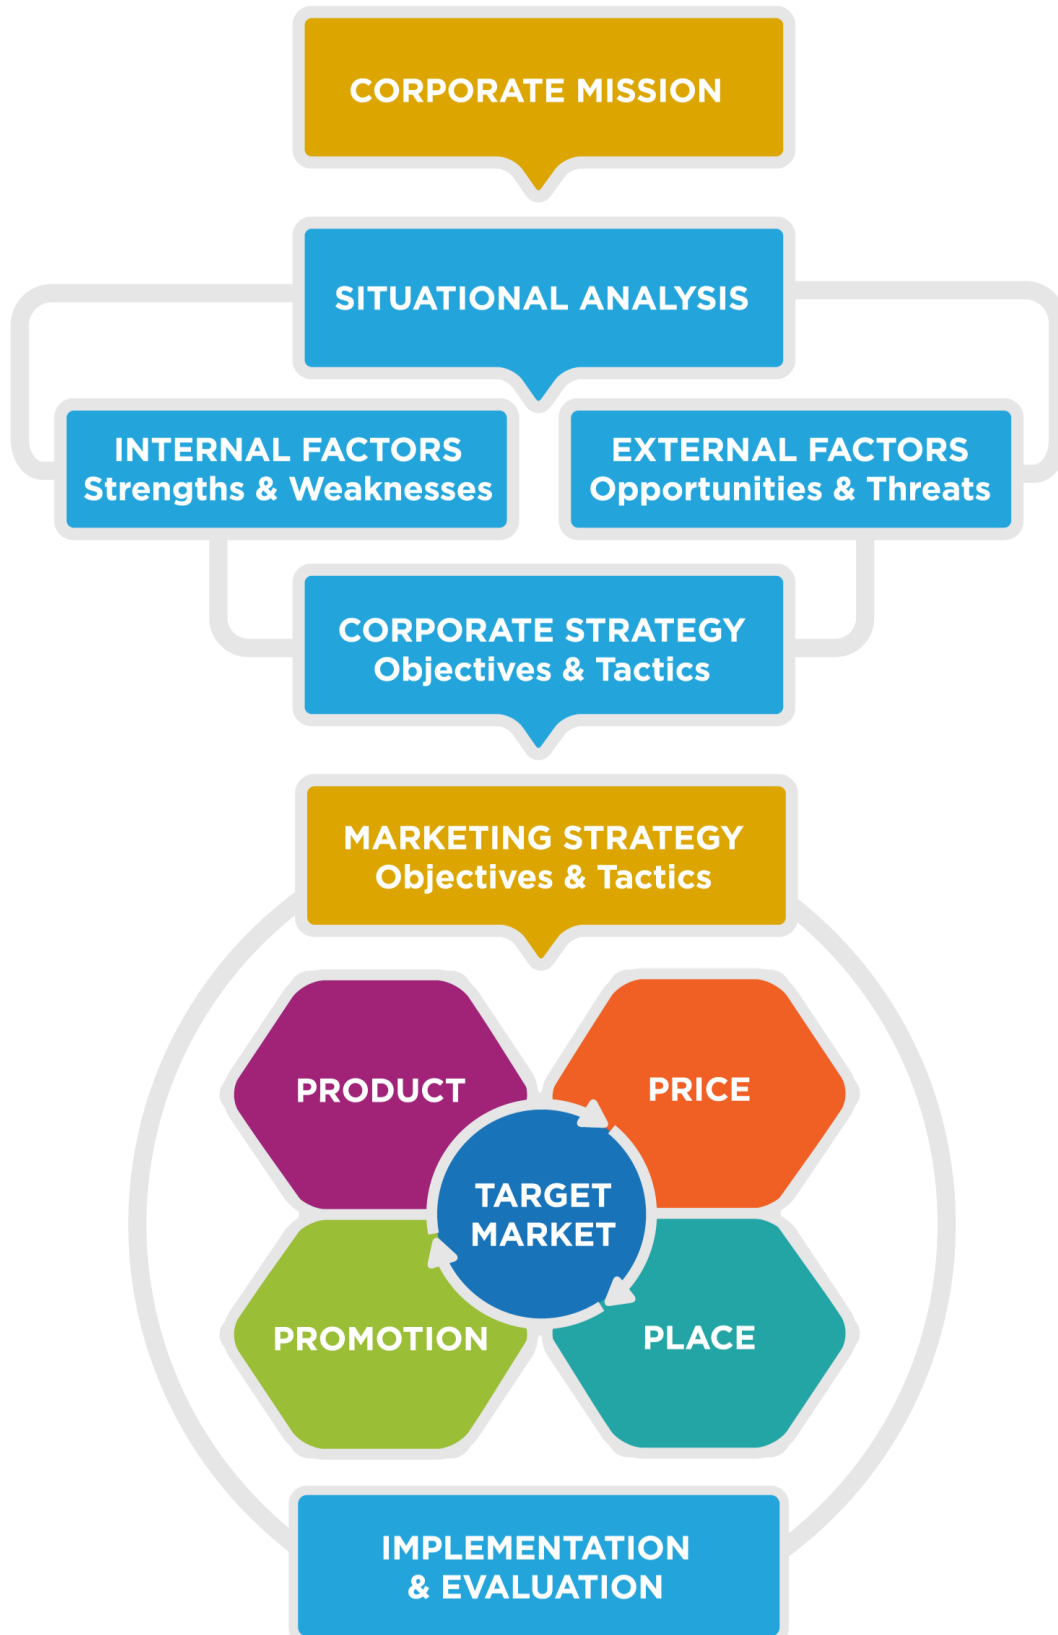 CORPORATE MISSION
SITUATIONAL ANALYSIS
INTERNAL FACTORS
Strengths & Weaknesses
EXTERNAL FACTORS
Opportunities & Threats
CORPORATE STRATEGY
Objectives & Tactics
MARKETING STRATEGY
Objectives & Tactics
PRODUCT
PRICE
TARGET
MARKET
PROMOTION
PLACE
IMPLEMENTATION
& EVALUATION